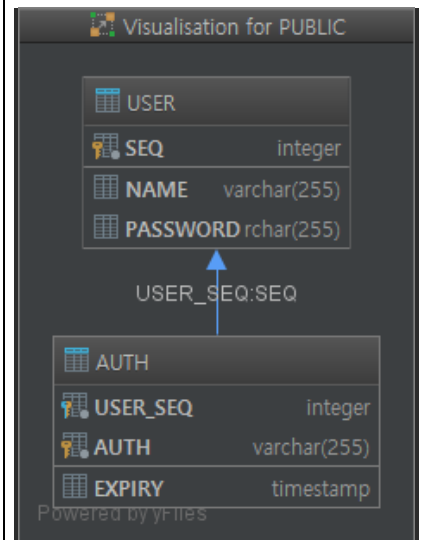 Visualisation for PUBLIC
USER
SEQ integer
NAME varchar(255)
PASSWORD rchar(255)
USER_SEQ:SEQ
AUTH
USER_SEQ integer
AUTH varchar(255)
EXPIRY timestamp
Powered by yFiles